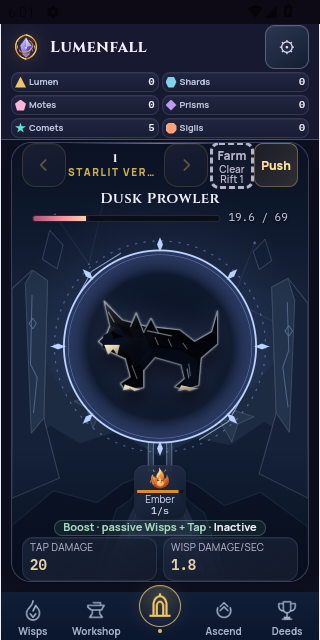 LUMENFALL
Lumen 0
Shards 0
Motes 0
Prisms 0
Comets 5
Sigils 0
1
STARLIT VER...
Farm
Clear
Rift 1
Push
DUSK PROWLER
19.6 / 69
Ember
1/s
Boost · passive Wisps + Tap · Inactive
TAP DAMAGE
20
WISP DAMAGE/SEC
1.8
Wisps
Workshop
Ascend
Deeds